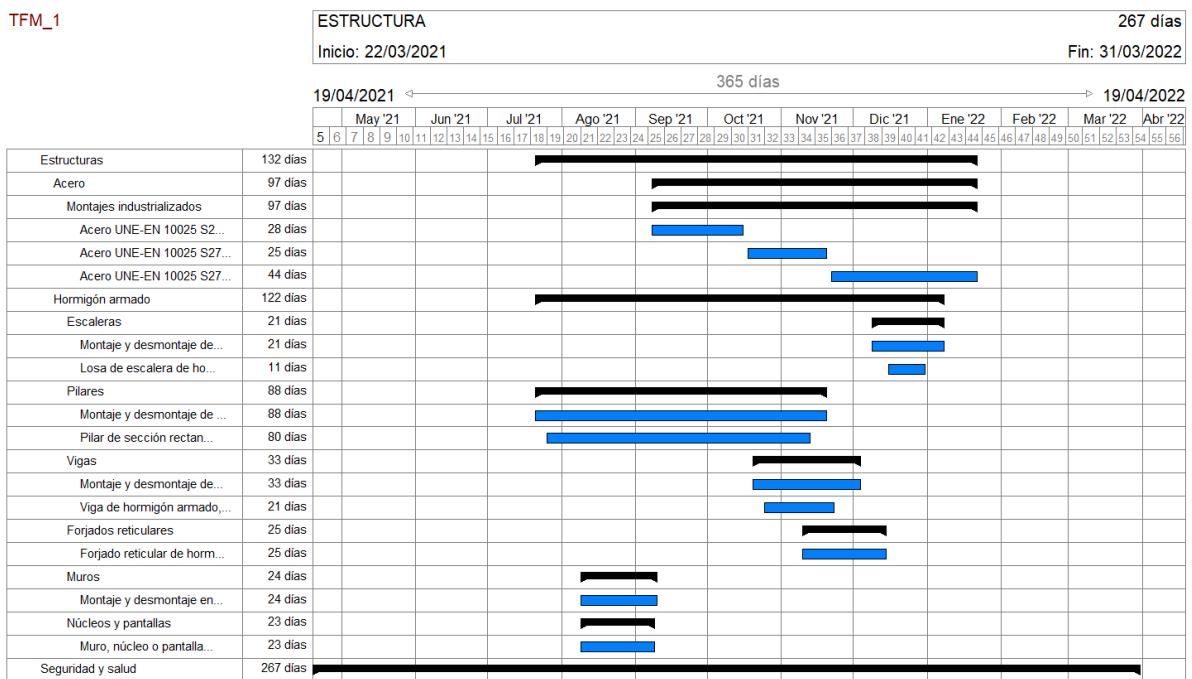 TFM_1
ESTRUCTURA 267 días
Inicio: 22/03/2021 Fin: 31/03/2022
365 días
19/04/2021 19/04/2022
May '21 Jun '21 Jul '21 Ago '21 Sep '21 Oct '21 Nov '21 Dic '21 Ene '22 Feb '22 Mar '22 Abr '22
5 6 7 8 9 10 11 12 13 14 15 16 17 18 19 20 21 22 23 24 25 26 27 28 29 30 31 32 33 34 35 36 37 38 39 40 41 42 43 44 45 46 47 48 49 50 51 52 53 54 55 56
Estructuras 132 días
Acero 97 días
Montajes industrializados 97 días
Acero UNE-EN 10025 S2... 28 días
Acero UNE-EN 10025 S27... 25 días
Acero UNE-EN 10025 S27... 44 días
Hormigón armado 122 días
Escaleras 21 días
Montaje y desmontaje de... 21 días
Losa de escalera de ho... 11 días
Pilares 88 días
Montaje y desmontaje de ... 88 días
Pilar de sección rectan... 80 días
Vigas 33 días
Montaje y desmontaje de... 33 días
Viga de hormigón armado,... 21 días
Forjados reticulares 25 días
Forjado reticular de horm... 25 días
Muros 24 días
Montaje y desmontaje en... 24 días
Núcleos y pantallas 23 días
Muro, núcleo o pantalla... 23 días
Seguridad y salud 267 días